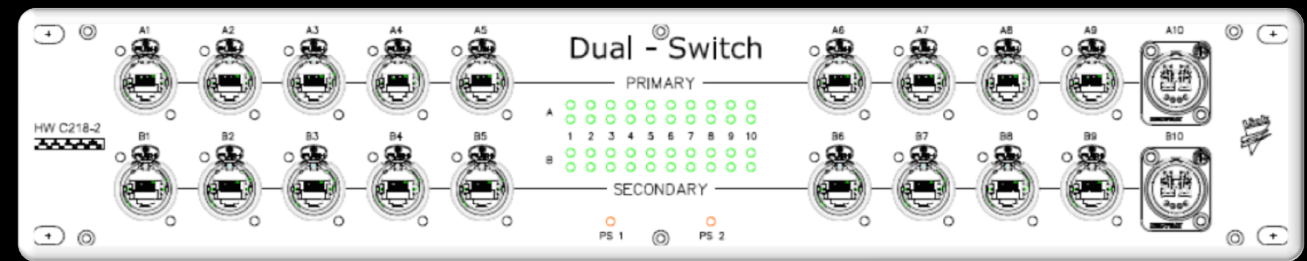 A1 A2 A3 A4 A5 A6 A7 A8 A9 A10
Dual - Switch
PRIMARY
A
1 2 3 4 5 6 7 8 9 10
HW C218-2
B1 B2 B3 B4 B5 B6 B7 B8 B9 B10
B
SECONDARY
PS 1 PS 2